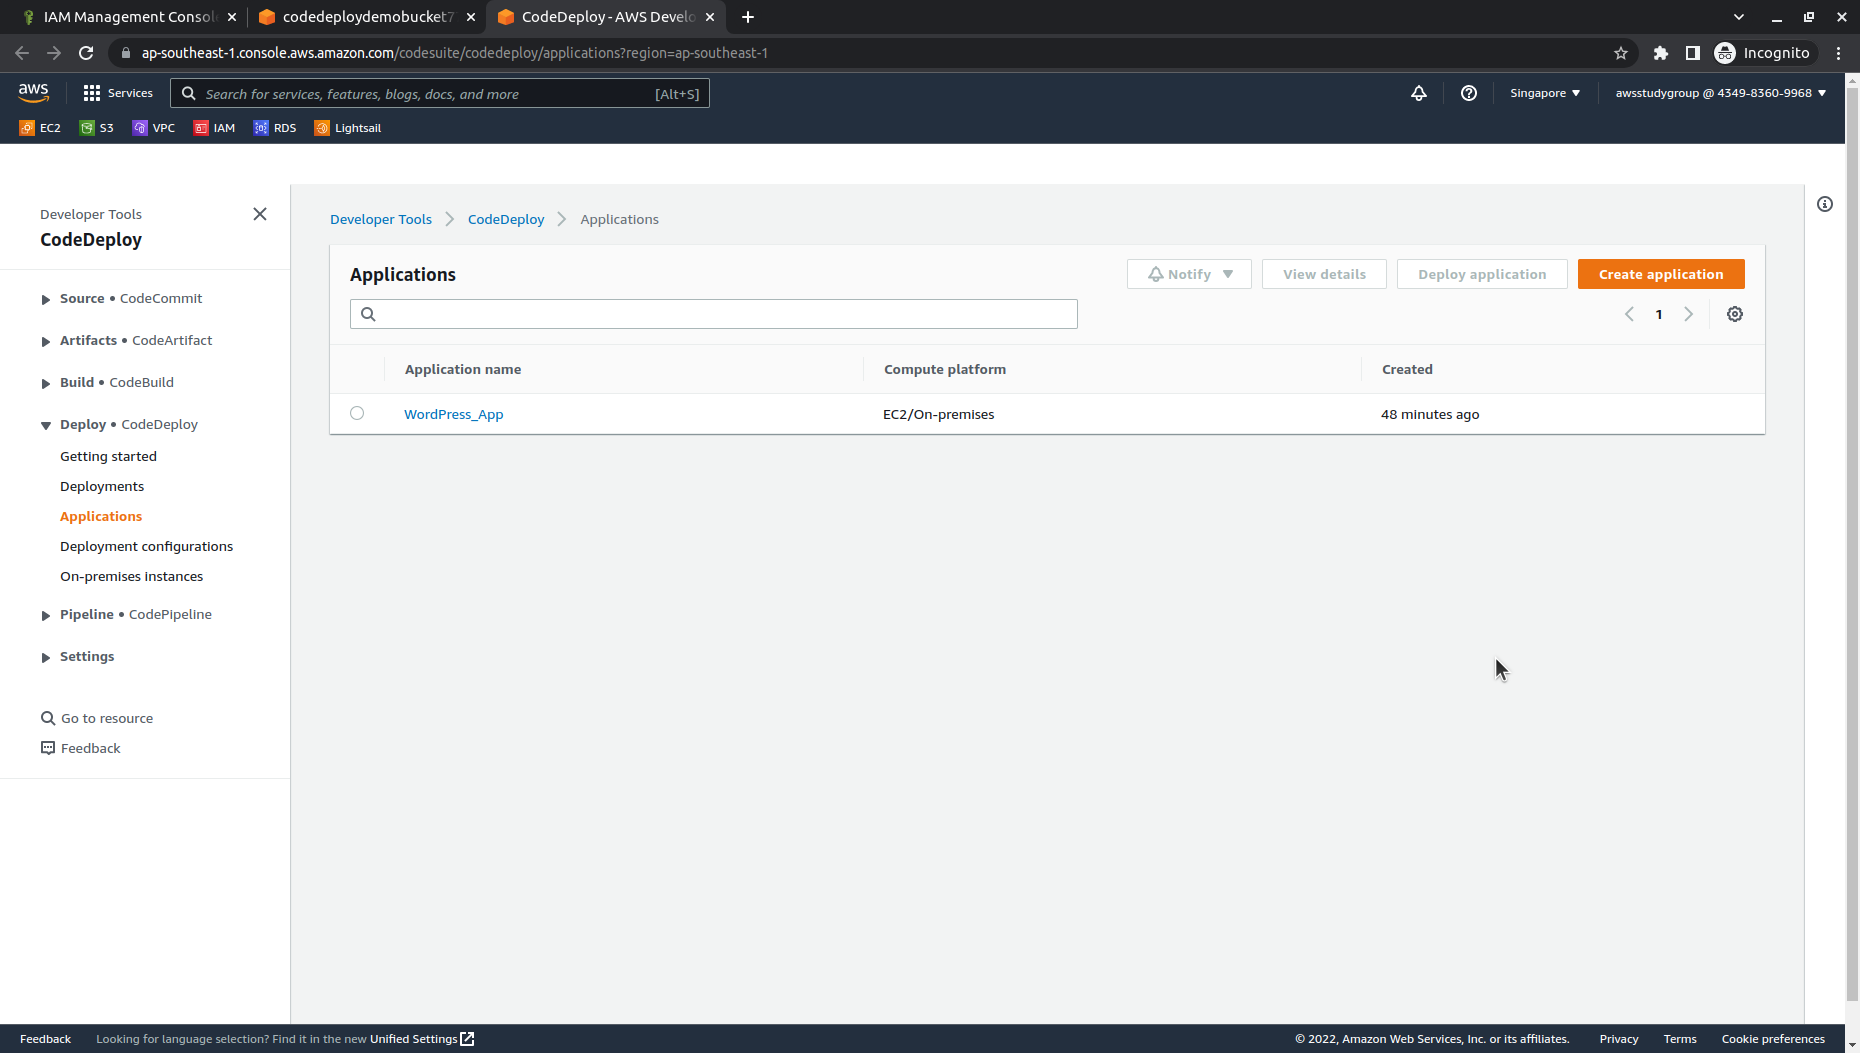 IAM Management Consol
codedeploydemobucket7
CodeDeploy - AWS Develo
ap-southeast-1.console.aws.amazon.com/codesuite/codedeploy/applications?region=ap-southeast-1
Incognito
aws
Services
Search for services, features, blogs, docs, and more
[Alt+S]
Singapore
awsstudygroup @ 4349-8360-9968
EC2
S3
VPC
IAM
RDS
Lightsail
Developer Tools
CodeDeploy
Source • CodeCommit
Artifacts • CodeArtifact
Build • CodeBuild
Deploy • CodeDeploy
Getting started
Deployments
Applications
Deployment configurations
On-premises instances
Pipeline • CodePipeline
Settings
Go to resource
Feedback
Developer Tools
CodeDeploy
Applications
Applications
Notify
View details
Deploy application
Create application
1
Application name
Compute platform
Created
WordPress_App
EC2/On-premises
48 minutes ago
Feedback
Looking for language selection? Find it in the new Unified Settings
© 2022, Amazon Web Services, Inc. or its affiliates.
Privacy
Terms
Cookie preferences